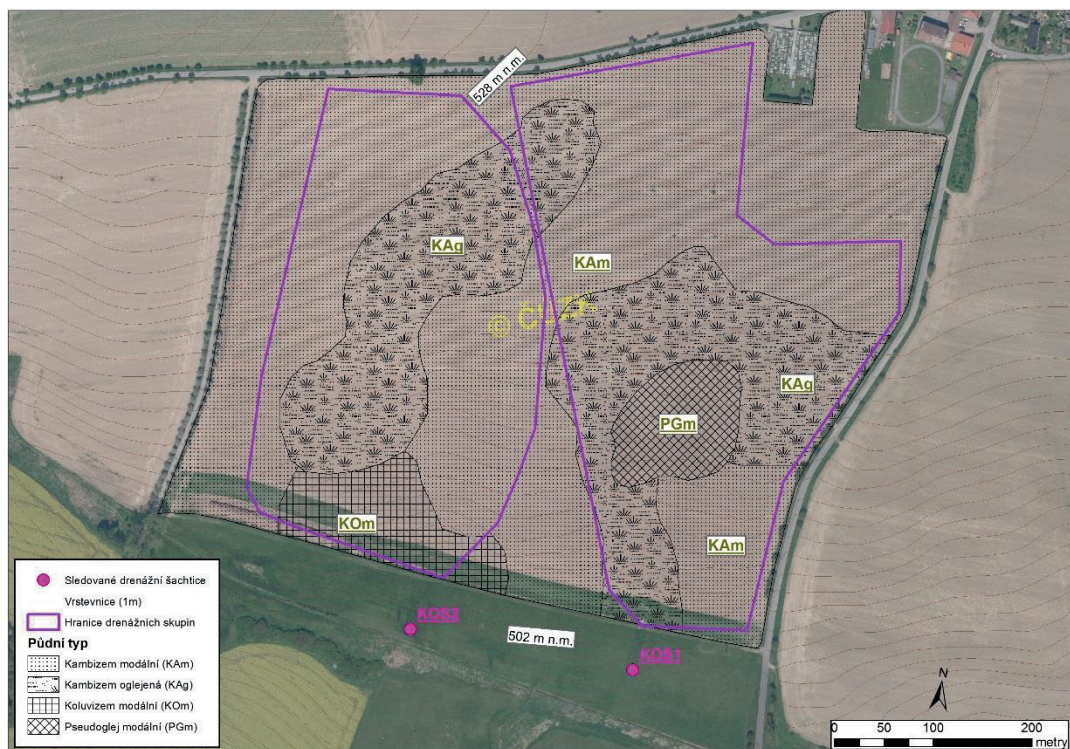 528 m n.m.
KAg
KAm
KAg
PGm
KOm
KAm
KOS2
502 m n.m.
KOS1
Sledované drenážní šachtice
Vrstevnice (1m)
Hranice drenážních skupin
Půdní typ
Kambizem modální (KAm)
Kambizem oglejená (KAg)
Koluvizem modální (KOm)
Pseudoglej modální (PGm)
N
0 50 100 200
metry